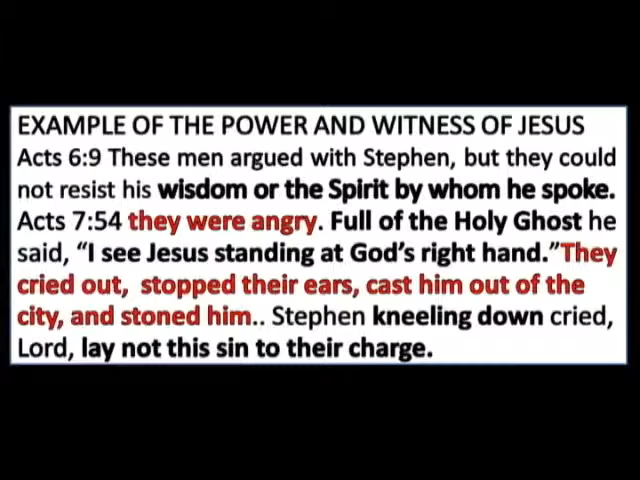 EXAMPLE OF THE POWER AND WITNESS OF JESUS
Acts 6:9 These men argued with Stephen, but they could
not resist his wisdom or the Spirit by whom he spoke.
Acts 7:54 they were angry. Full of the Holy Ghost he
said, “I see Jesus standing at God’s right hand.”They
cried out,  stopped their ears, cast him out of the
city, and stoned him.. Stephen kneeling down cried,
Lord, lay not this sin to their charge.